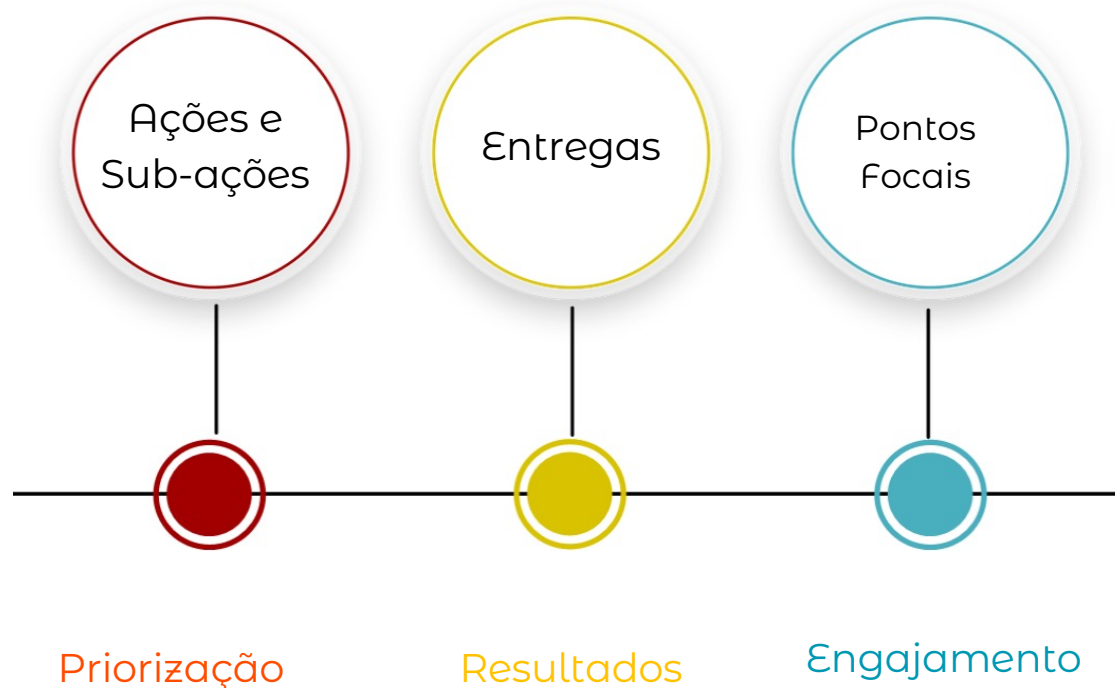 Ações e
Sub-ações
Entregas
Pontos
Focais
Priorização
Resultados
Engajamento